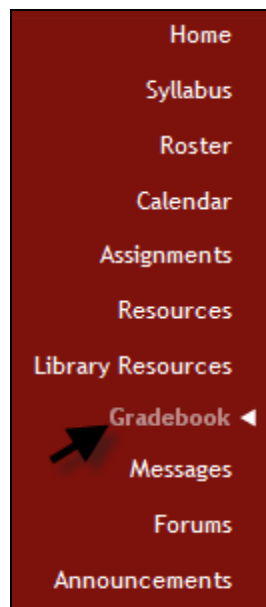 Home
Syllabus
Roster
Calendar
Assignments
Resources
Library Resources
Gradebook
Messages
Forums
Announcements